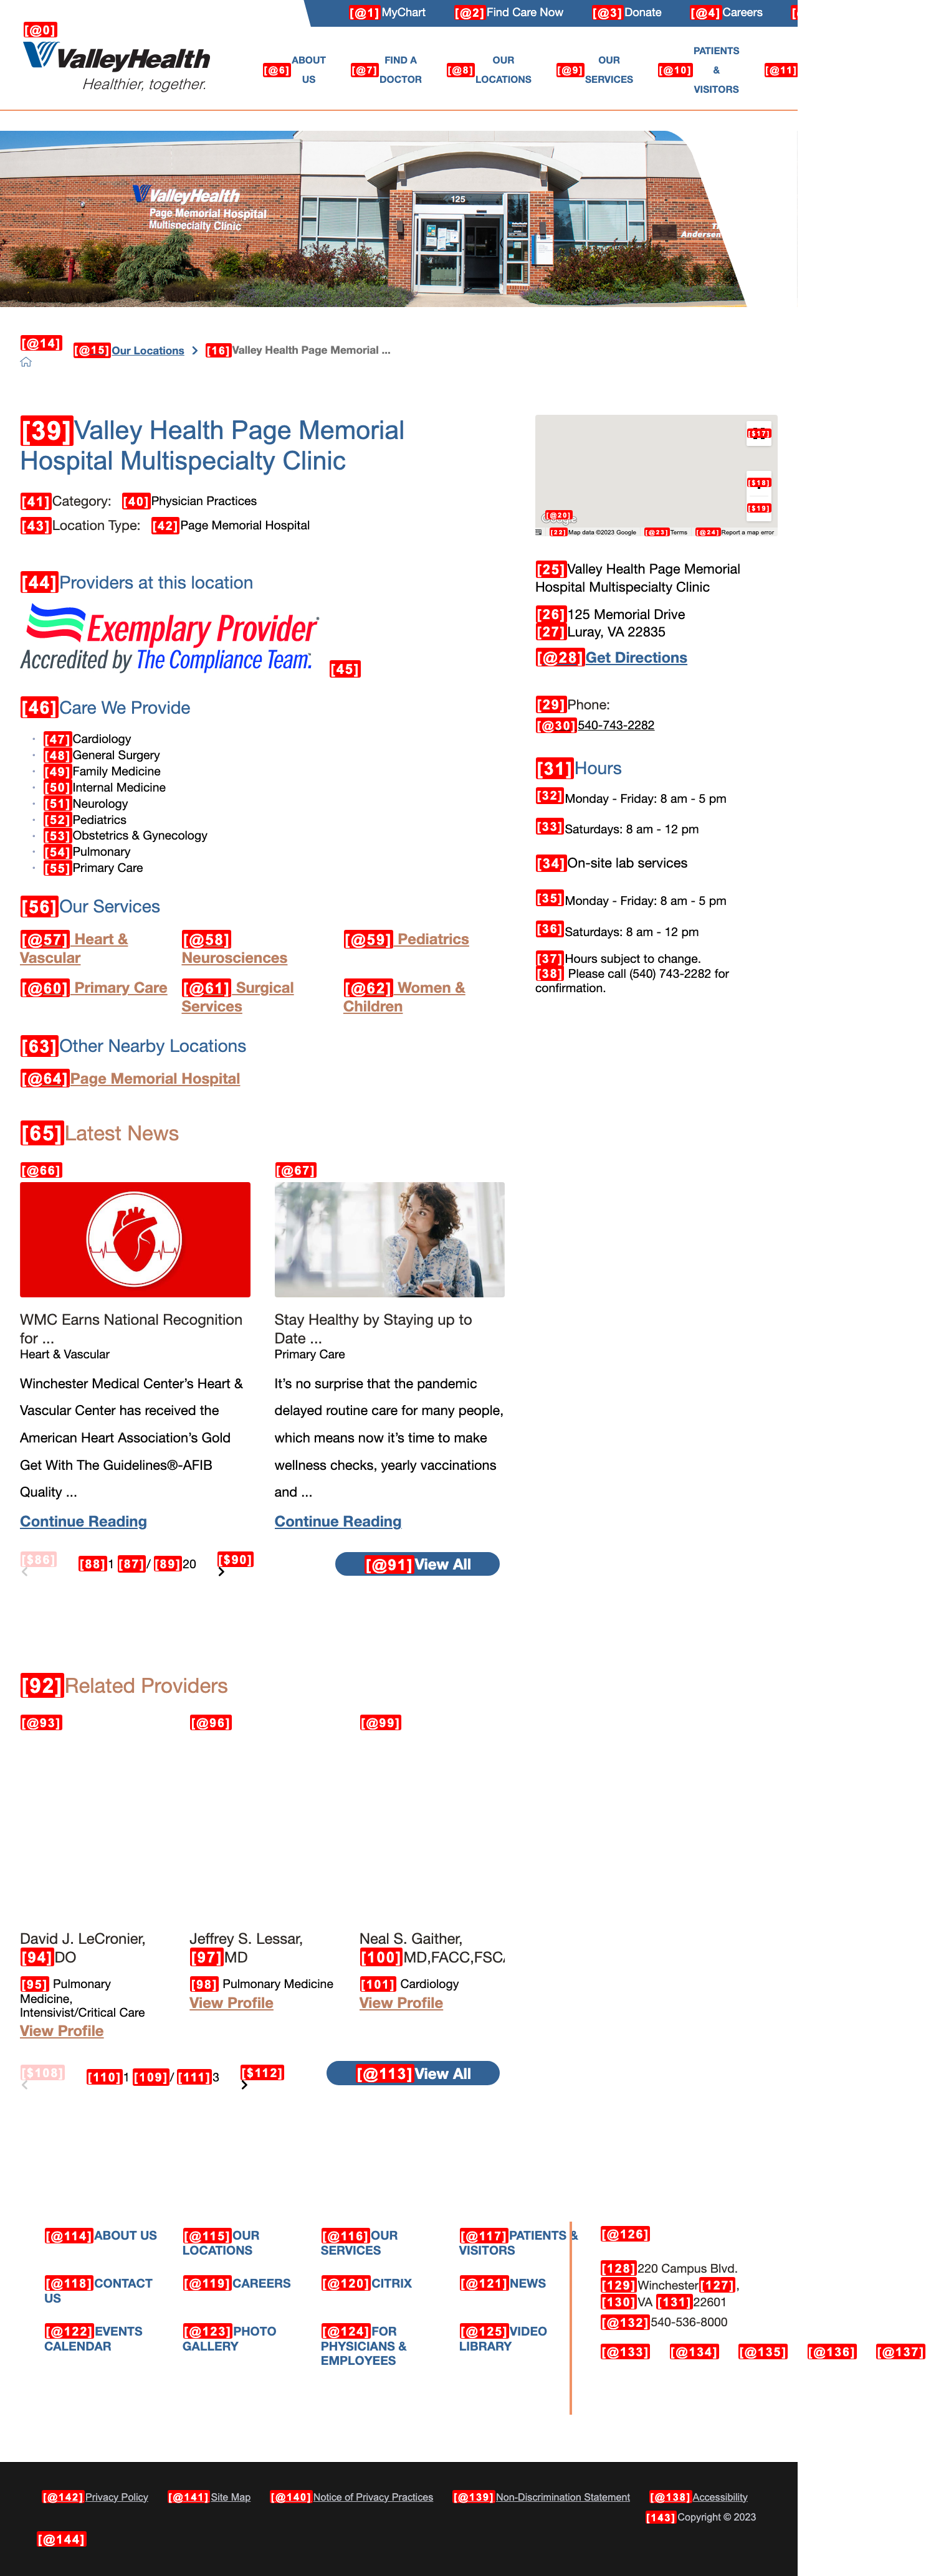 [@1] MyChart [@2] Find Care Now [@3] Donate [@4] Careers
[@0]
ValleyHealth
Healthier, together.
[@6] ABOUT US
[@7] FIND A DOCTOR
[@8] OUR LOCATIONS
[@9] OUR SERVICES
[@10] PATIENTS & VISITORS
[@11]
ValleyHealth
Page Memorial Hospital
Multispecialty Clinic
125
[@14]
[@15] Our Locations [16] Valley Health Page Memorial ...
[39] Valley Health Page Memorial
Hospital Multispecialty Clinic
[41] Category: [40] Physician Practices
[43] Location Type: [42] Page Memorial Hospital
[44] Providers at this location
Exemplary Provider
Accredited by The Compliance Team. [45]
[46] Care We Provide
[47] Cardiology
[48] General Surgery
[49] Family Medicine
[50] Internal Medicine
[51] Neurology
[52] Pediatrics
[53] Obstetrics & Gynecology
[54] Pulmonary
[55] Primary Care
[56] Our Services
[@57] Heart & Vascular
[@58] Neurosciences
[@59] Pediatrics
[@60] Primary Care
[@61] Surgical Services
[@62] Women & Children
[63] Other Nearby Locations
[@64] Page Memorial Hospital
[$17]
[$18]
[$19]
[@20]
Google
[22] Map data ©2023 Google [@23] Terms [@24] Report a map error
[25] Valley Health Page Memorial
Hospital Multispecialty Clinic
[26] 125 Memorial Drive
[27] Luray, VA 22835
[@28] Get Directions
[29] Phone:
[@30] 540-743-2282
[31] Hours
[32] Monday - Friday: 8 am - 5 pm
[33] Saturdays: 8 am - 12 pm
[34] On-site lab services
[35] Monday - Friday: 8 am - 5 pm
[36] Saturdays: 8 am - 12 pm
[37] Hours subject to change.
[38] Please call (540) 743-2282 for
confirmation.
[65] Latest News
[@66]
WMC Earns National Recognition
for ...
Heart & Vascular
Winchester Medical Center's Heart &
Vascular Center has received the
American Heart Association's Gold
Get With The Guidelines®-AFIB
Quality ...
Continue Reading
[@67]
Stay Healthy by Staying up to
Date ...
Primary Care
It's no surprise that the pandemic
delayed routine care for many people,
which means now it's time to make
wellness checks, yearly vaccinations
and ...
Continue Reading
[$86] [88] 1 [87] / [89] 20 [$90] [@91] View All
[92] Related Providers
[@93]
David J. LeCronier,
[94] DO
[95] Pulmonary
Medicine,
Intensivist/Critical Care
View Profile
[@96]
Jeffrey S. Lessar,
[97] MD
[98] Pulmonary Medicine
View Profile
[@99]
Neal S. Gaither,
[100] MD,FACC,FSC
[101] Cardiology
View Profile
[$108] [110] 1 [109] / [111] 3 [$112] [@113] View All
[@114] ABOUT US
[@115] OUR LOCATIONS
[@116] OUR SERVICES
[@117] PATIENTS & VISITORS
[@118] CONTACT US
[@119] CAREERS
[@120] CITRIX
[@121] NEWS
[@122] EVENTS CALENDAR
[@123] PHOTO GALLERY
[@124] FOR PHYSICIANS & EMPLOYEES
[@125] VIDEO LIBRARY
[@126]
[128] 220 Campus Blvd.
[129] Winchester [127] ,
[130] VA [131] 22601
[@132] 540-536-8000
[@133] [@134] [@135] [@136] [@137]
[@142] Privacy Policy [@141] Site Map [@140] Notice of Privacy Practices [@139] Non-Discrimination Statement [@138] Accessibility
[143] Copyright © 2023
[@144]